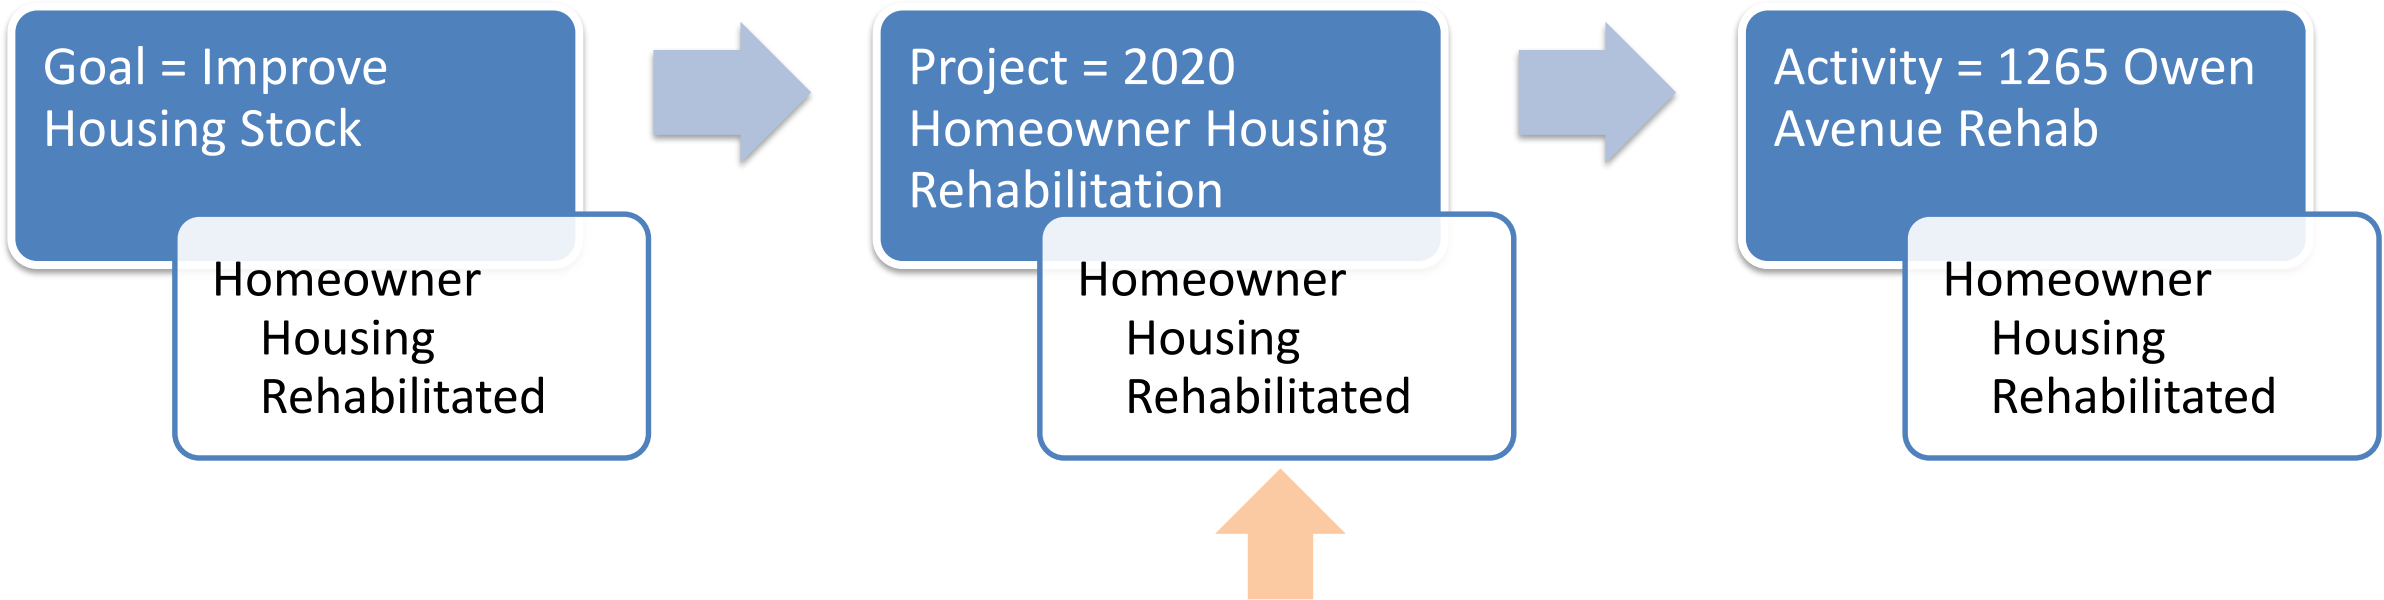 Goal = Improve
Housing Stock
Homeowner
Housing
Rehabilitated
Project = 2020
Homeowner Housing
Rehabilitation
Homeowner
Housing
Rehabilitated
Activity = 1265 Owen
Avenue Rehab
Homeowner
Housing
Rehabilitated